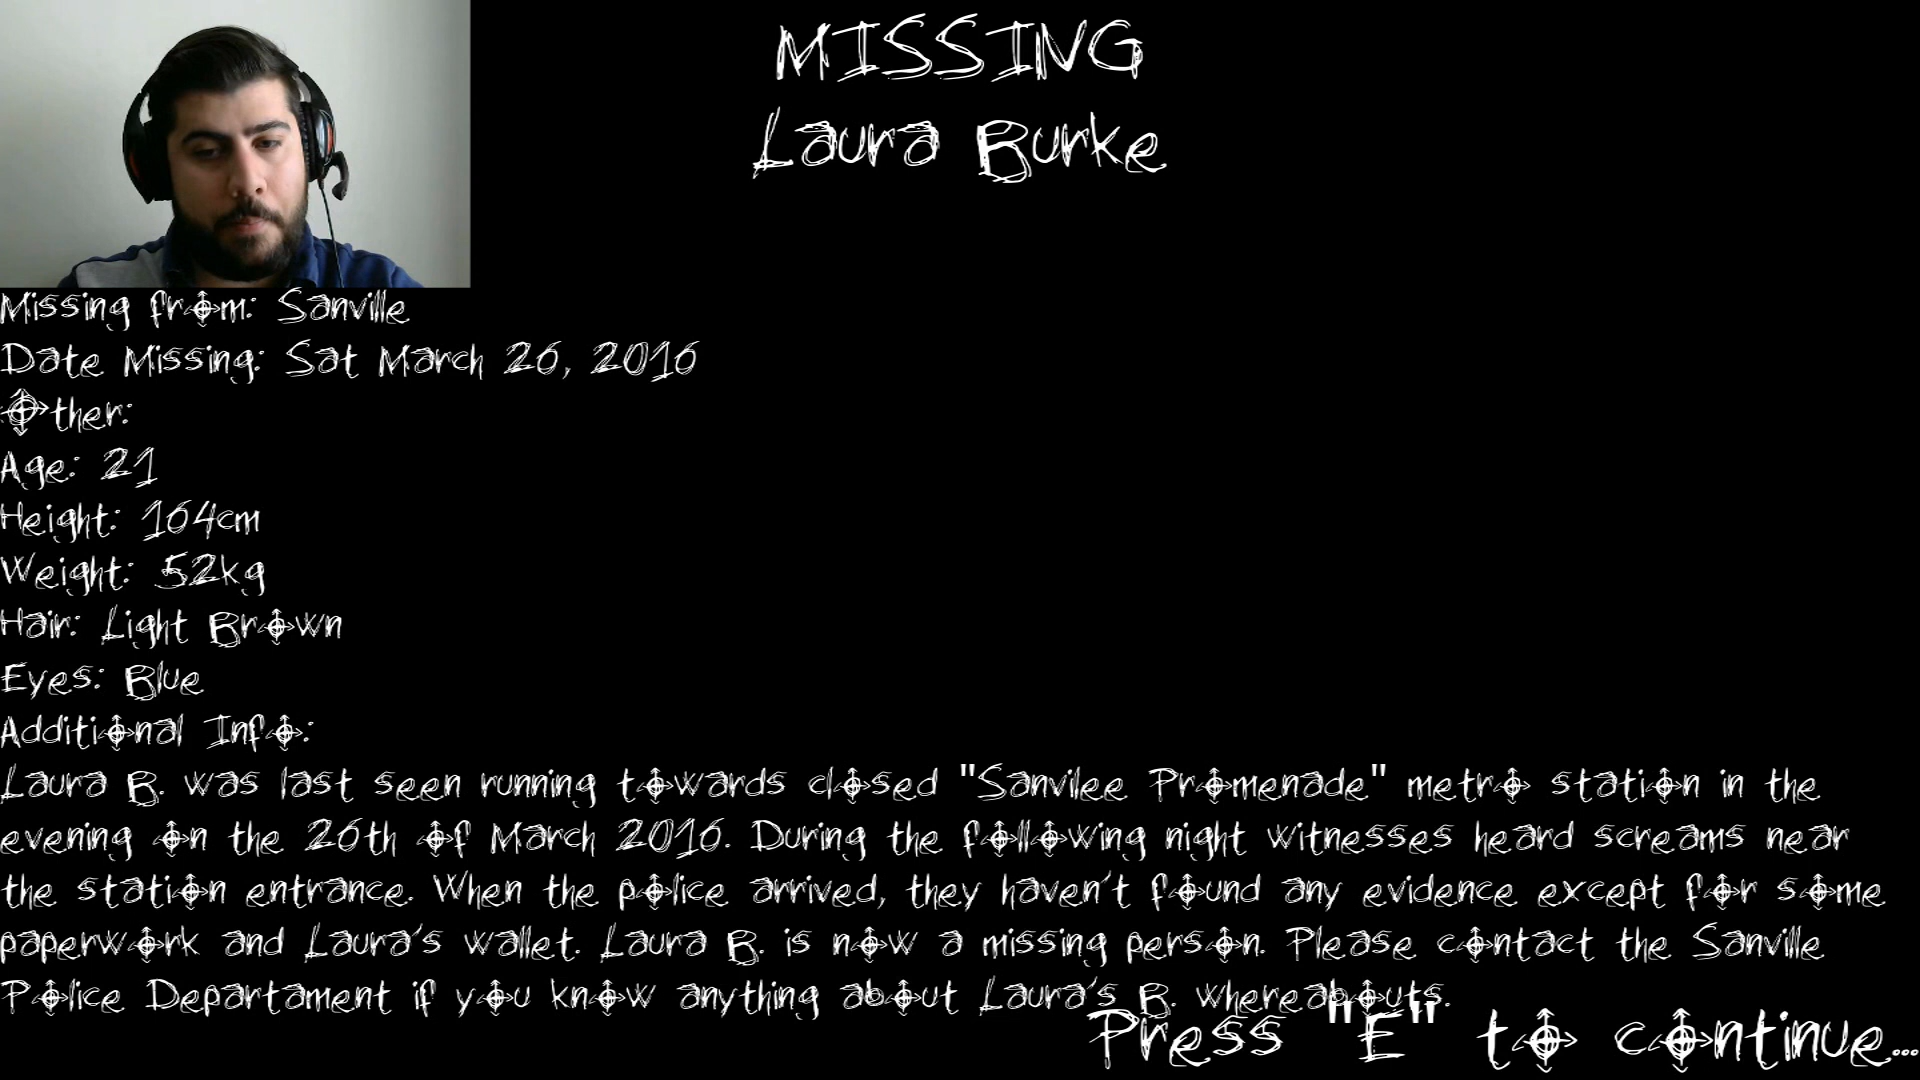 MISSING
Laura Burke
Missing from: Sanville
Date Missing: Sat March 26, 2016
Other:
Age: 21
Height: 164cm
Weight: 52kg
Hair: Light Brown
Eyes: Blue
Additional Info:
Laura B. was last seen running towards closed "Sanvilee Promenade" metro station in the
evening on the 26th of March 2016. During the following night witnesses heard screams near
the station entrance. When the police arrived, they haven't found any evidence except for some
paperwork and Laura's wallet. Laura B. is now a missing person. Please contact the Sanville
Police Departament if you know anything about Laura's B. whereabouts.
Press "E" to continue...